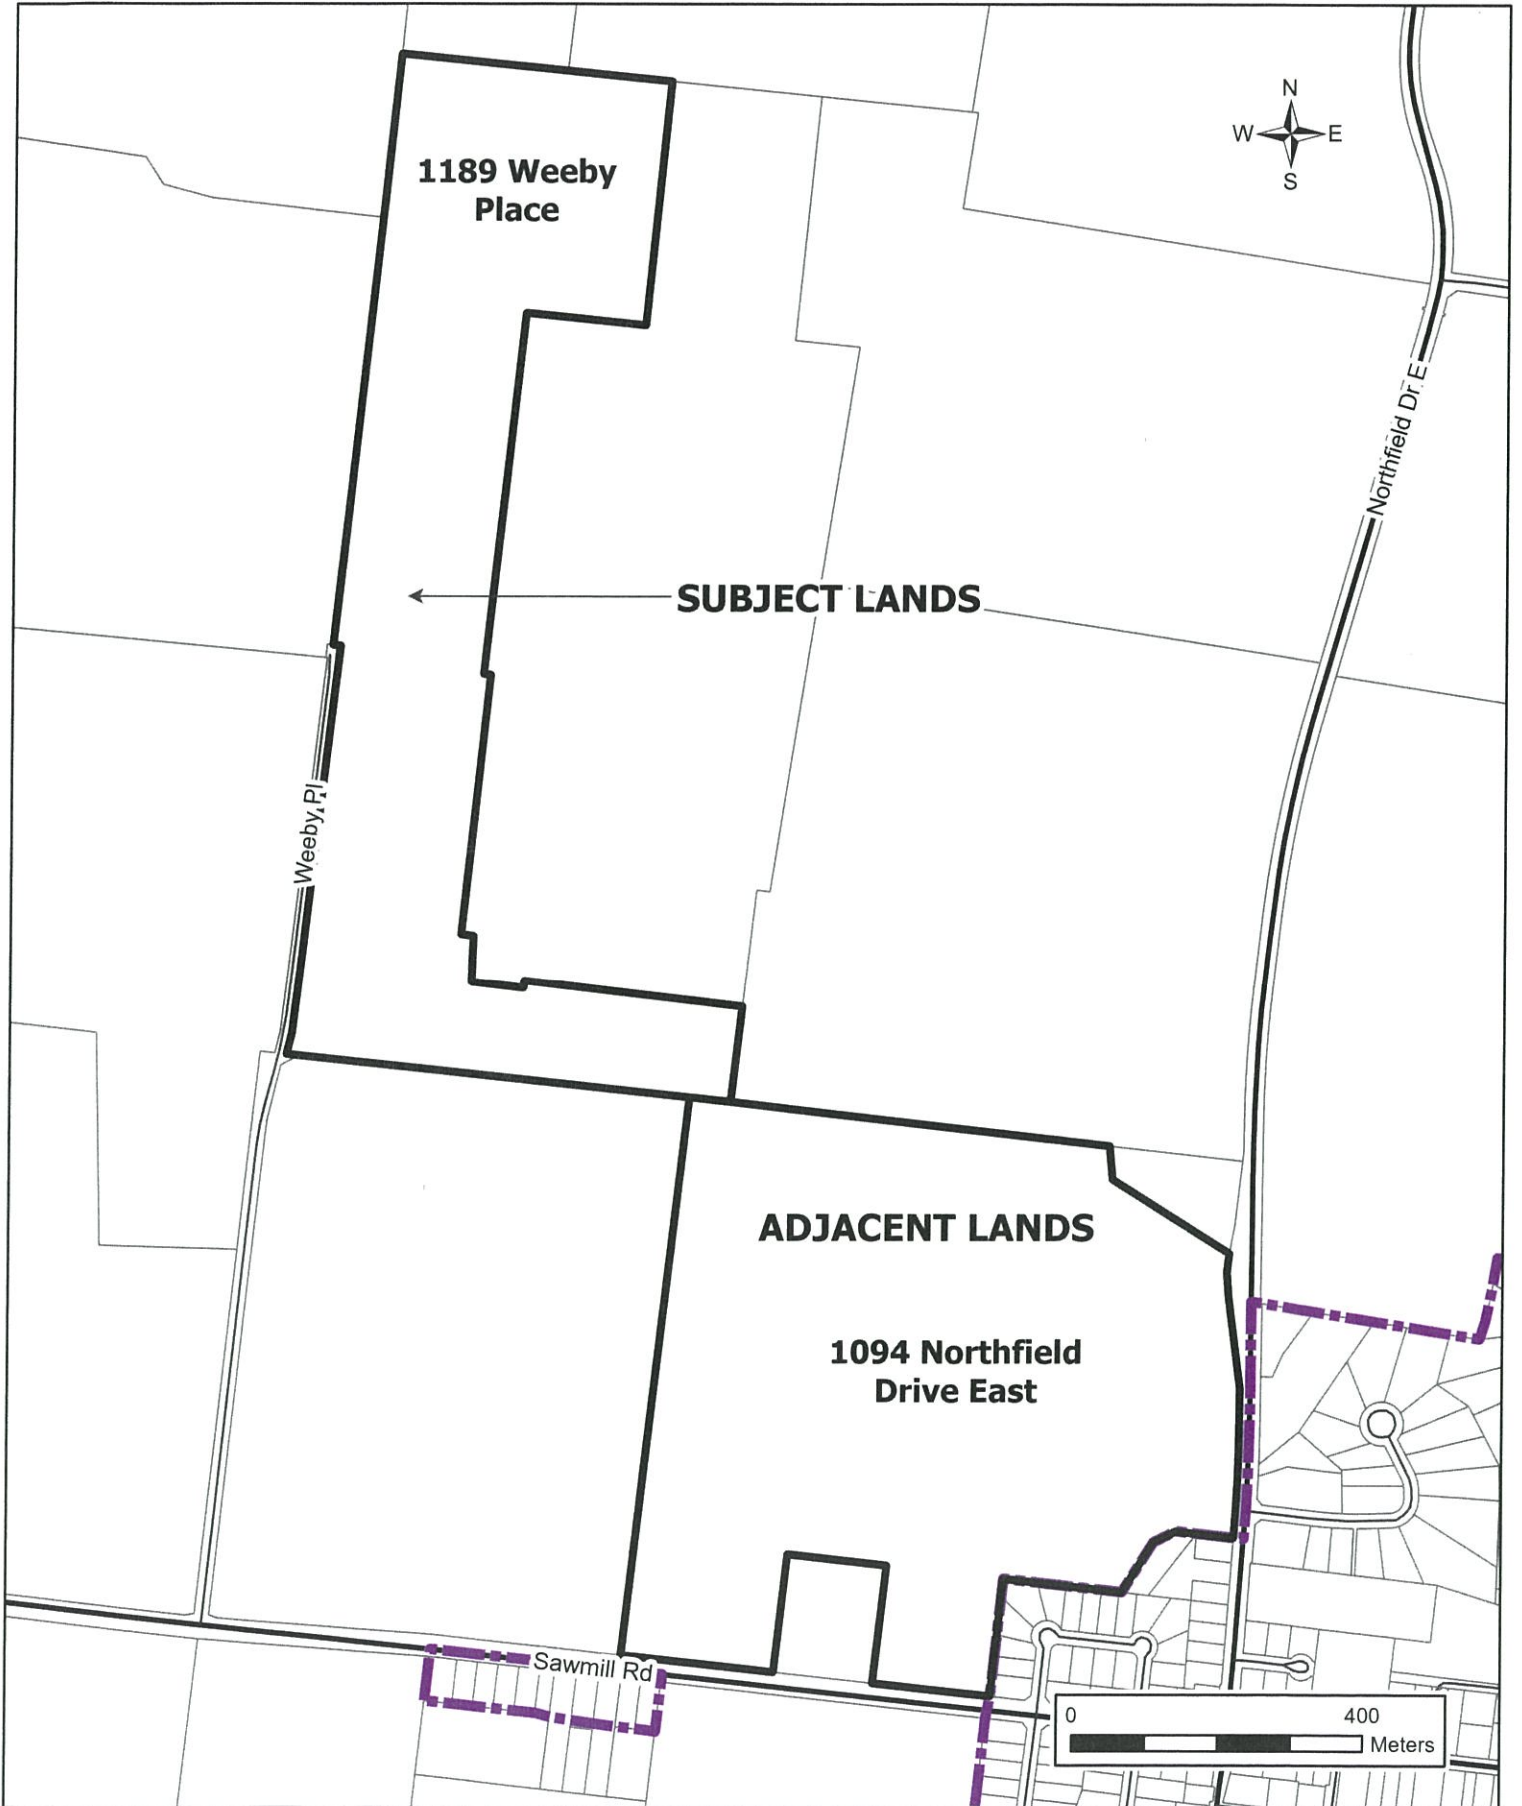 N
W E
S
1189 Weeby
Place
Northfield Dr E
SUBJECT LANDS
Weeby Pl
ADJACENT LANDS
1094 Northfield
Drive East
Sawmill Rd
0 400
Meters